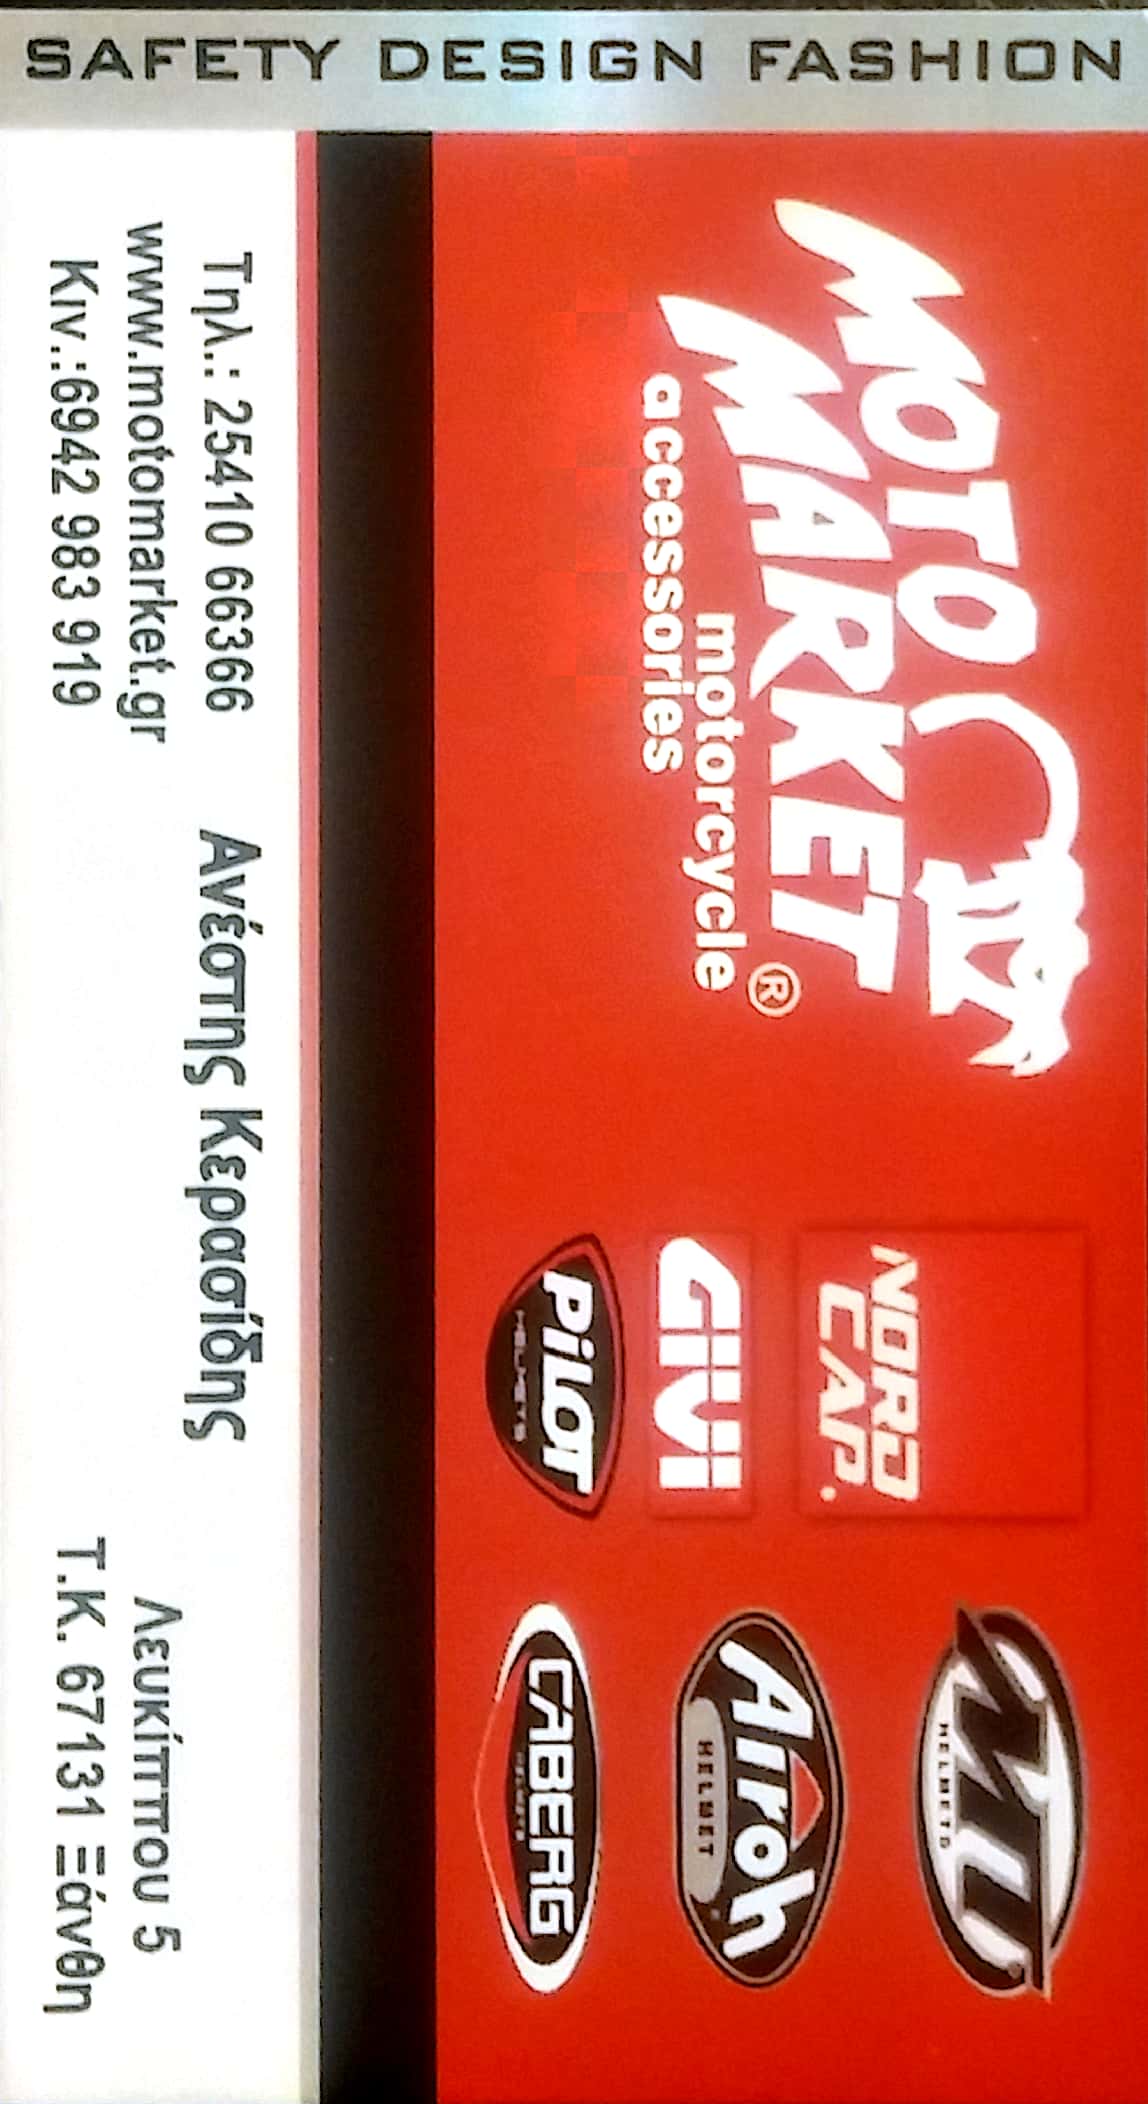 SAFETY DESIGN FASHION
MOTO
MARKET ®
motorcycle
accessories
NORD
CAP.
GIVI
PiLOT
HELMETS
MT
HELMETS
Airoh
HELMET
CABERG
Τηλ.: 25410 66366
www.motomarket.gr
Κιν.:6942 983 919
Ανέστης Κερασίδης
Λευκίππου 5
Τ.Κ. 67131 Ξάνθη